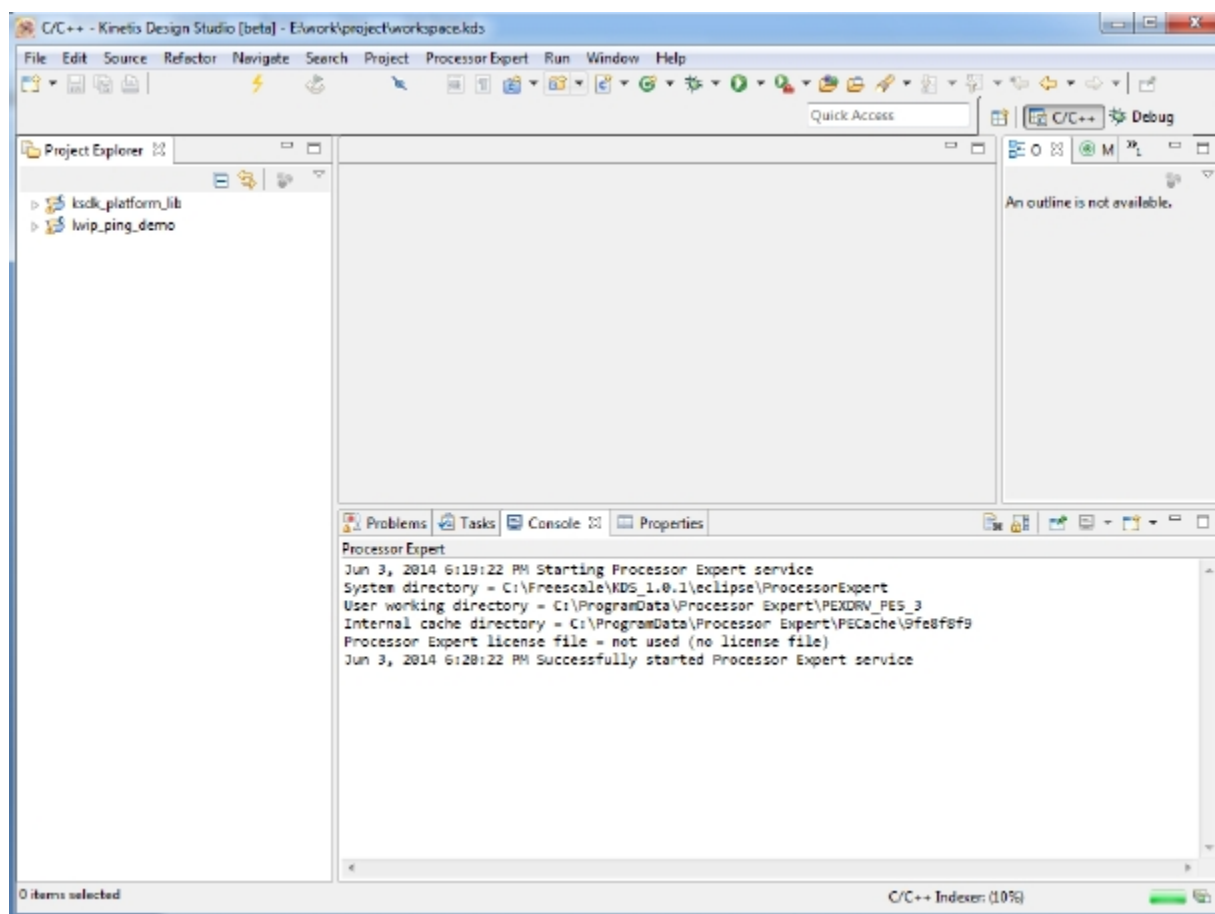 C/C++ - Kinetis Design Studio [beta] - E:\work\project\workspace.kds
File Edit Source Refactor Navigate Search Project Processor Expert Run Window Help
Quick Access
C/C++ Debug
Project Explorer
O M
ksdk_platform_lib
lwip_ping_demo
An outline is not available.
Problems Tasks Console Properties
Processor Expert
Jun 3, 2014 6:19:22 PM Starting Processor Expert service
System directory = C:\Freescale\KDS_1.0.1\eclipse\ProcessorExpert
User working directory = C:\ProgramData\Processor Expert\PEXDRV_PE5_3
Internal cache directory = C:\ProgramData\Processor Expert\PECache\9fe8f8f9
Processor Expert license file = not used (no license file)
Jun 3, 2014 6:20:22 PM Successfully started Processor Expert service
0 items selected
C/C++ Indexer: (10%)